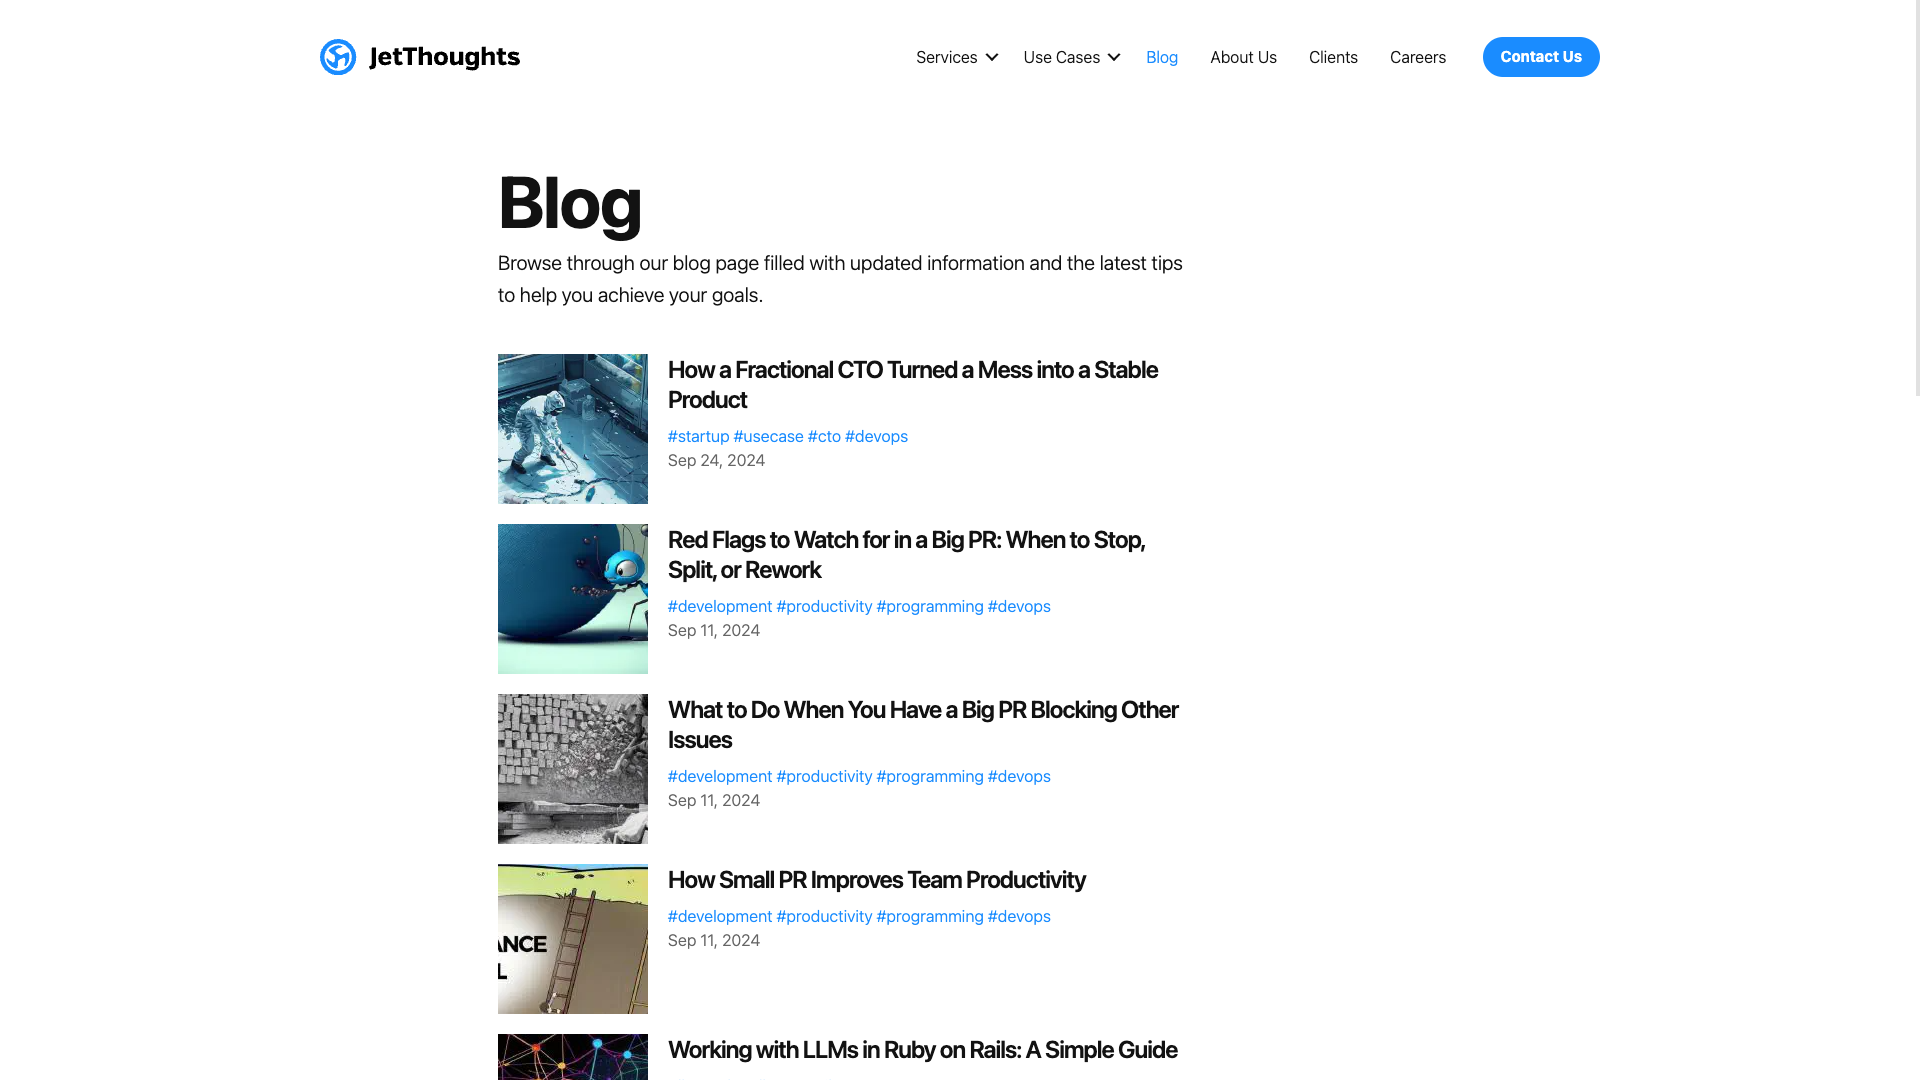 JetThoughts
Services
Use Cases
Blog
About Us
Clients
Careers
Contact Us
Blog
Browse through our blog page filled with updated information and the latest tips
to help you achieve your goals.
How a Fractional CTO Turned a Mess into a Stable
Product
#startup #usecase #cto #devops
Sep 24, 2024
Red Flags to Watch for in a Big PR: When to Stop,
Split, or Rework
#development #productivity #programming #devops
Sep 11, 2024
What to Do When You Have a Big PR Blocking Other
Issues
#development #productivity #programming #devops
Sep 11, 2024
How Small PR Improves Team Productivity
#development #productivity #programming #devops
Sep 11, 2024
Working with LLMs in Ruby on Rails: A Simple Guide